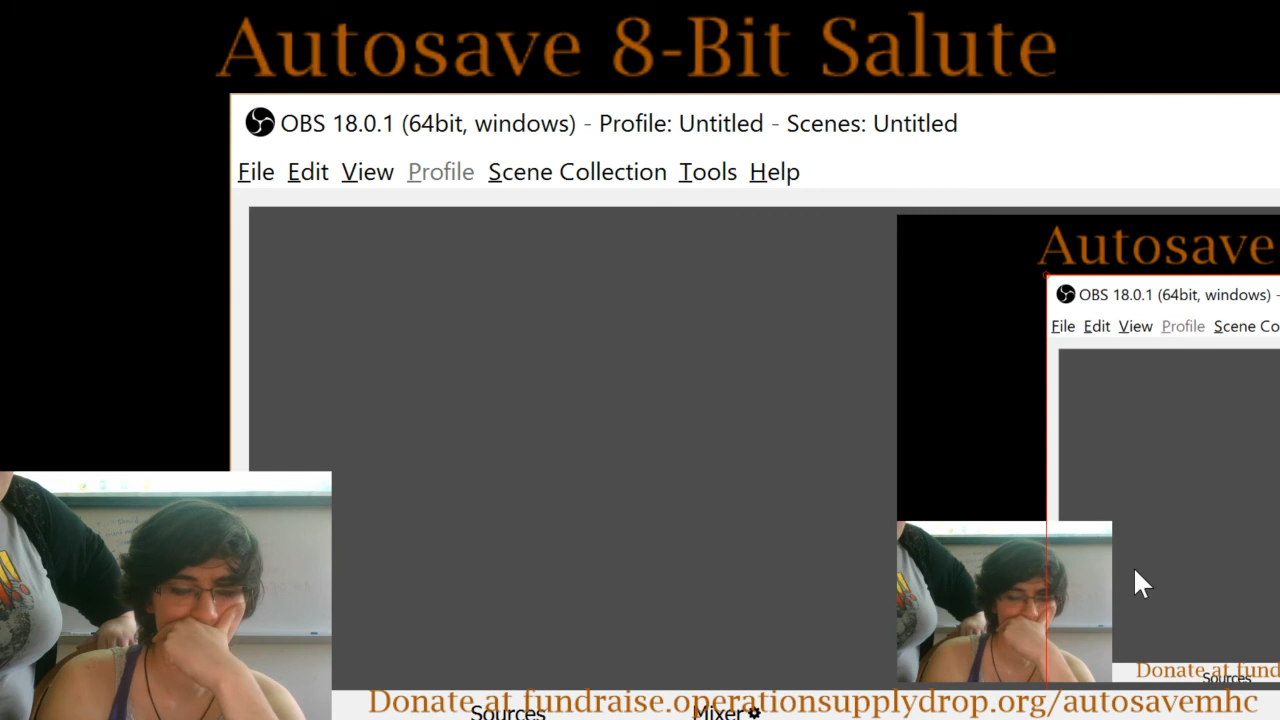 Autosave 8-Bit Salute
OBS 18.0.1 (64bit, windows) - Profile: Untitled - Scenes: Untitled
File Edit View Profile Scene Collection Tools Help
Autosave
OBS 18.0.1 (64bit, windows) -
File Edit View Profile Scene Co
Donate at fund
Sources
Donate at fundraise.operationsupplydrop.org/autosavemhc
Sources Mixer